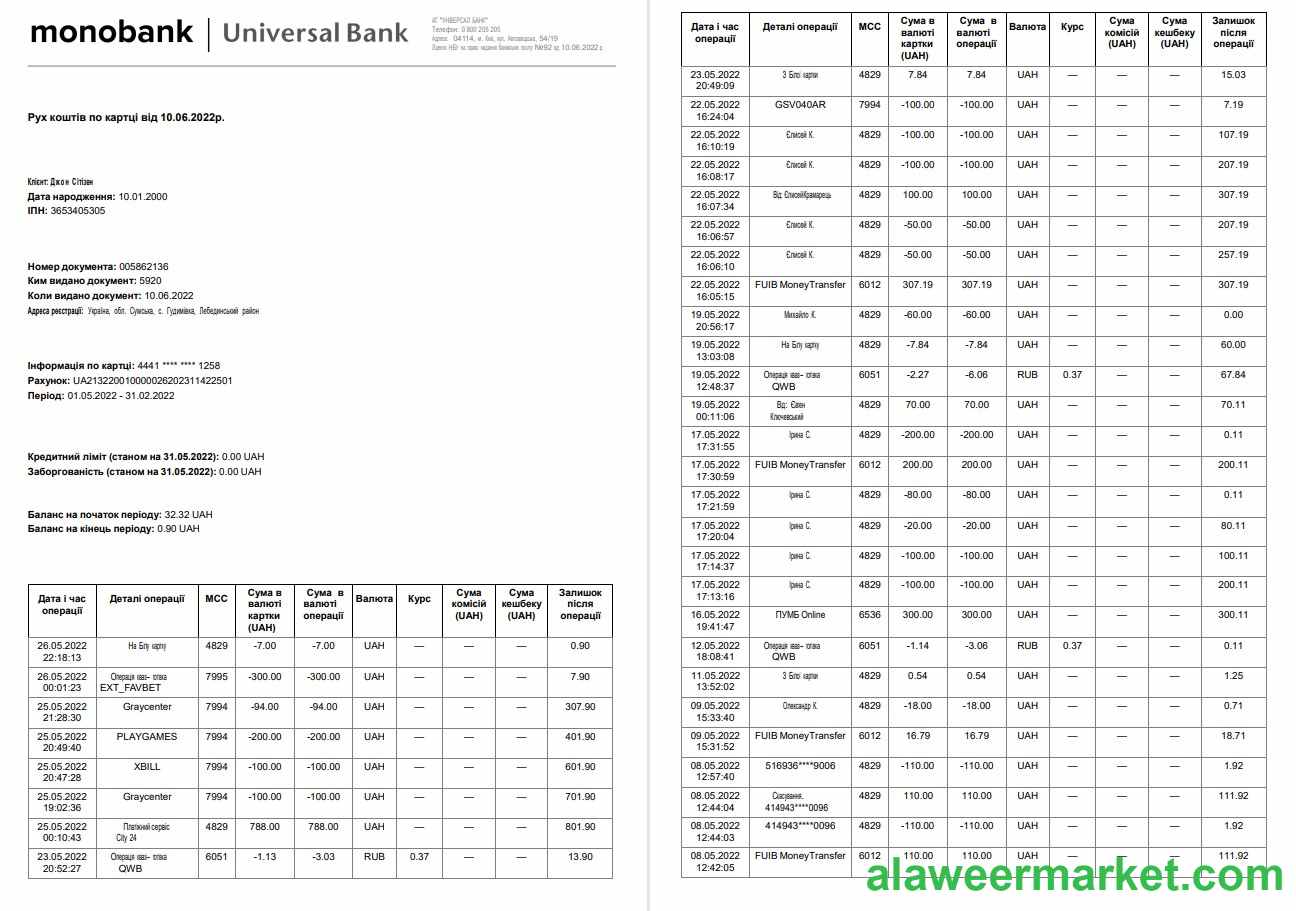 monobank | Universal Bank
АТ "УНІВЕРСАЛ БАНК"
Телефон: 0 800 205 205
Адреса: 04114, м. Київ, вул. Автозаводська, 54/19
№92 від 10.06.2022 р.
Рух коштів по картці від 10.06.2022р.
Клієнт: Джон Сітізен
Дата народження: 10.01.2000
ІПН: 3653405305
Номер документа: 005862136
Ким видано документ: 5920
Коли видано документ: 10.06.2022
Адреса реєстрації: Україна, обл. Сумська, с. Гудимівка, Лебединський район
Інформація по картці: 4441 **** **** 1258
Рахунок: UA213220010000026202311422501
Період: 01.05.2022 - 31.02.2022
Кредитний ліміт (станом на 31.05.2022): 0.00 UAH
Заборгованість (станом на 31.05.2022): 0.00 UAH
Баланс на початок періоду: 32.32 UAH
Баланс на кінець періоду: 0.90 UAH
Дата і час операції Деталі операції MCC Сума в валюті картки (UAH) Сума в валюті операції Валюта Курс Сума комісій (UAH) Сума кешбеку (UAH) Залишок після операції
26.05.2022 22:18:13 На Білу карту 4829 -7.00 -7.00 UAH — — — 0.90
26.05.2022 00:01:23 Операція квазі– готівка EXT_FAVBET 7995 -300.00 -300.00 UAH — — — 7.90
25.05.2022 21:28:30 Graycenter 7994 -94.00 -94.00 UAH — — — 307.90
25.05.2022 20:49:40 PLAYGAMES 7994 -200.00 -200.00 UAH — — — 401.90
25.05.2022 20:47:28 XBILL 7994 -100.00 -100.00 UAH — — — 601.90
25.05.2022 19:02:36 Graycenter 7994 -100.00 -100.00 UAH — — — 701.90
25.05.2022 00:10:43 Платіжний сервіс City 24 4829 788.00 788.00 UAH — — — 801.90
23.05.2022 20:52:27 Операція квазі– готівка QWB 6051 -1.13 -3.03 RUB 0.37 — — 13.90
Дата і час операції Деталі операції MCC Сума в валюті картки (UAH) Сума в валюті операції Валюта Курс Сума комісій (UAH) Сума кешбеку (UAH) Залишок після операції
23.05.2022 20:49:09 З Білої картки 4829 7.84 7.84 UAH — — — 15.03
22.05.2022 16:24:04 GSV040AR 7994 -100.00 -100.00 UAH — — — 7.19
22.05.2022 16:10:19 Єлисей К. 4829 -100.00 -100.00 UAH — — — 107.19
22.05.2022 16:08:17 Єлисей К. 4829 -100.00 -100.00 UAH — — — 207.19
22.05.2022 16:07:34 Від: Єлисей Крамарець 4829 100.00 100.00 UAH — — — 307.19
22.05.2022 16:06:57 Єлисей К. 4829 -50.00 -50.00 UAH — — — 207.19
22.05.2022 16:06:10 Єлисей К. 4829 -50.00 -50.00 UAH — — — 257.19
22.05.2022 16:05:15 FUIB MoneyTransfer 6012 307.19 307.19 UAH — — — 307.19
19.05.2022 20:56:17 Михайло К. 4829 -60.00 -60.00 UAH — — — 0.00
19.05.2022 13:03:08 На Білу карту 4829 -7.84 -7.84 UAH — — — 60.00
19.05.2022 12:48:37 Операція квазі– готівка QWB 6051 -2.27 -6.06 RUB 0.37 — — 67.84
19.05.2022 00:11:06 Від: Євген Ключевський 4829 70.00 70.00 UAH — — — 70.11
17.05.2022 17:31:55 Ірина С. 4829 -200.00 -200.00 UAH — — — 0.11
17.05.2022 17:30:59 FUIB MoneyTransfer 6012 200.00 200.00 UAH — — — 200.11
17.05.2022 17:21:59 Ірина С. 4829 -80.00 -80.00 UAH — — — 0.11
17.05.2022 17:20:04 Ірина С. 4829 -20.00 -20.00 UAH — — — 80.11
17.05.2022 17:14:37 Ірина С. 4829 -100.00 -100.00 UAH — — — 100.11
17.05.2022 17:13:16 Ірина С. 4829 -100.00 -100.00 UAH — — — 200.11
16.05.2022 19:41:47 ПУМБ Online 6536 300.00 300.00 UAH — — — 300.11
12.05.2022 18:08:41 Операція квазі– готівка QWB 6051 -1.14 -3.06 RUB 0.37 — — 0.11
11.05.2022 13:52:02 З Білої картки 4829 0.54 0.54 UAH — — — 1.25
09.05.2022 15:33:40 Олександр К. 4829 -18.00 -18.00 UAH — — — 0.71
09.05.2022 15:31:52 FUIB MoneyTransfer 6012 16.79 16.79 UAH — — — 18.71
08.05.2022 12:57:40 516936****9006 4829 -110.00 -110.00 UAH — — — 1.92
08.05.2022 12:44:04 Скасування. 414943****0096 4829 110.00 110.00 UAH — — — 111.92
08.05.2022 12:44:03 414943****0096 4829 -110.00 -110.00 UAH — — — 1.92
08.05.2022 12:42:05 FUIB MoneyTransfer 6012 110.00 110.00 UAH — — — 111.92
alaweermarket.com